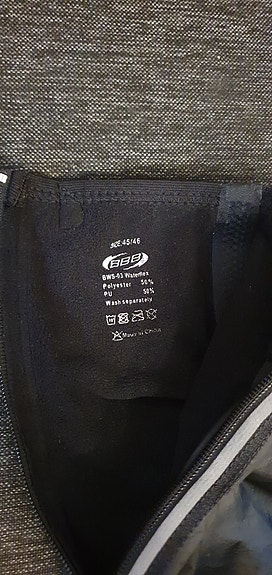 SIZE:45/46
BBB
BWS-03 Waterflex
Polyester 50%
PU 50%
Wash separately
Made in China